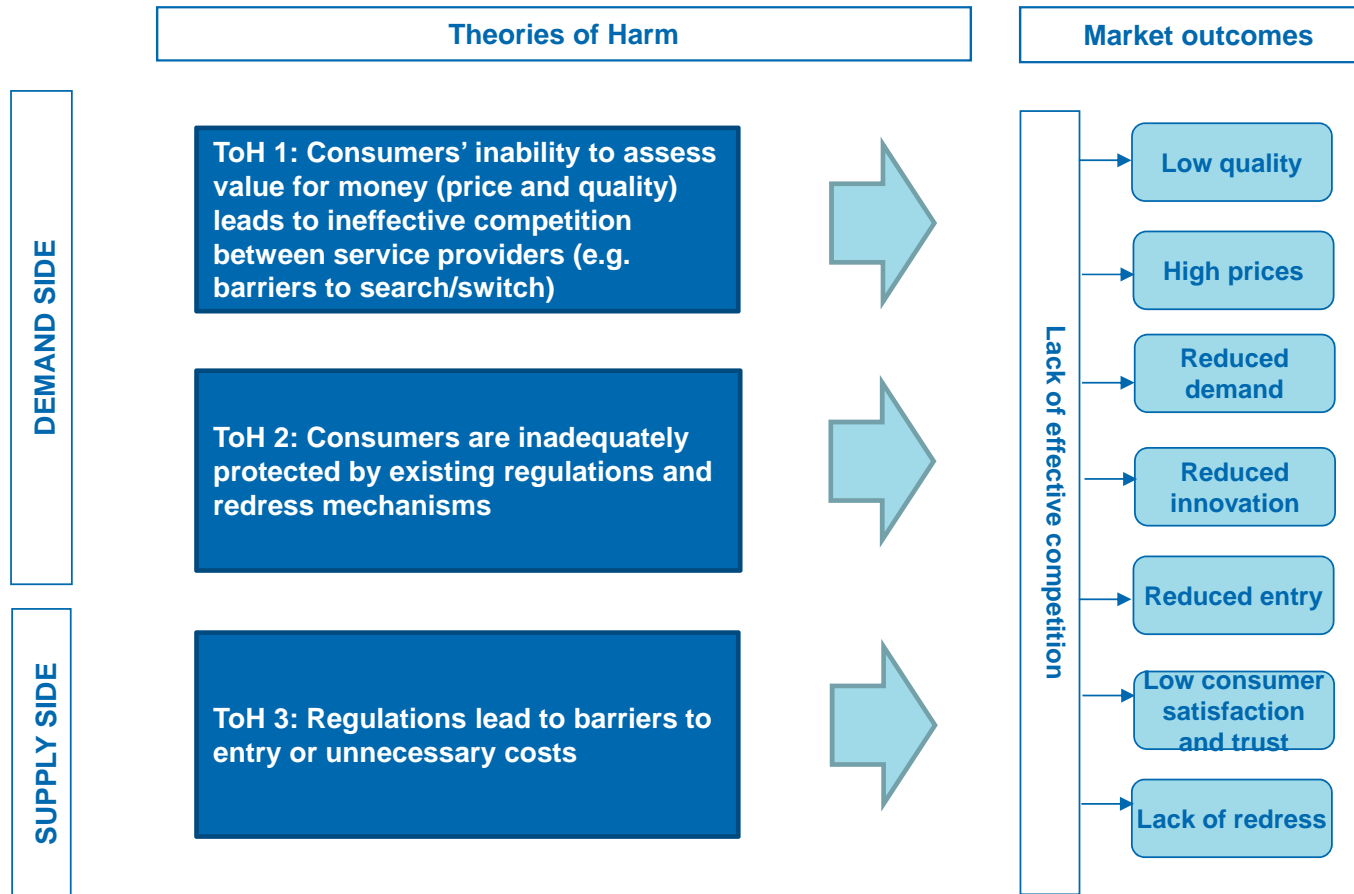 Theories of Harm
Market outcomes
DEMAND SIDE
ToH 1: Consumers’ inability to assess
value for money (price and quality)
leads to ineffective competition
between service providers (e.g.
barriers to search/switch)
ToH 2: Consumers are inadequately
protected by existing regulations and
redress mechanisms
SUPPLY SIDE
ToH 3: Regulations lead to barriers to
entry or unnecessary costs
Lack of effective competition
Low quality
High prices
Reduced
demand
Reduced
innovation
Reduced entry
Low consumer
satisfaction
and trust
Lack of redress